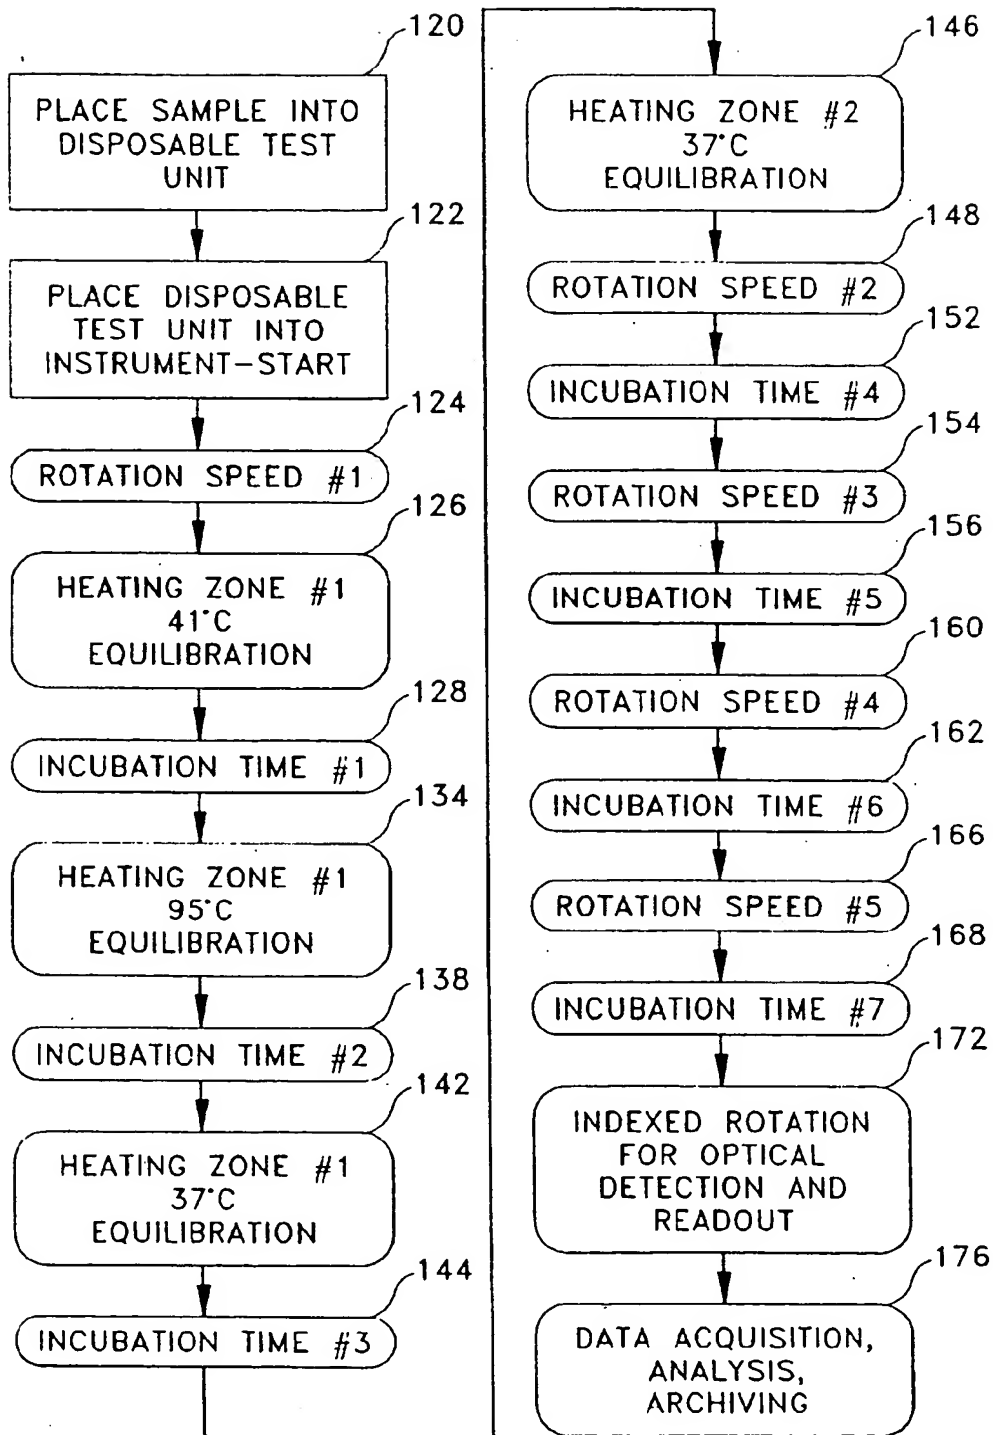 120
PLACE SAMPLE INTO
DISPOSABLE TEST
UNIT
122
PLACE DISPOSABLE
TEST UNIT INTO
INSTRUMENT-START
124
ROTATION SPEED #1
126
HEATING ZONE #1
41°C
EQUILIBRATION
128
INCUBATION TIME #1
134
HEATING ZONE #1
95°C
EQUILIBRATION
138
INCUBATION TIME #2
142
HEATING ZONE #1
37°C
EQUILIBRATION
144
INCUBATION TIME #3
146
HEATING ZONE #2
37°C
EQUILIBRATION
148
ROTATION SPEED #2
152
INCUBATION TIME #4
154
ROTATION SPEED #3
156
INCUBATION TIME #5
160
ROTATION SPEED #4
162
INCUBATION TIME #6
166
ROTATION SPEED #5
168
INCUBATION TIME #7
172
INDEXED ROTATION
FOR OPTICAL
DETECTION AND
READOUT
176
DATA ACQUISITION,
ANALYSIS,
ARCHIVING